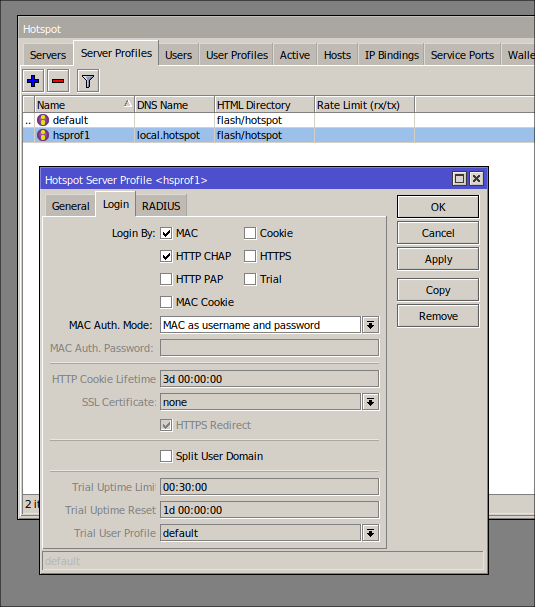 Hotspot
Servers Server Profiles Users User Profiles Active Hosts IP Bindings Service Ports
Name DNS Name HTML Directory Rate Limit (rx/tx)
.. default flash/hotspot
hsprof1 local.hotspot flash/hotspot
Hotspot Server Profile <hsprof1>
General Login RADIUS
OK
Login By: MAC Cookie
Cancel
HTTP CHAP HTTPS
Apply
HTTP PAP Trial
Copy
MAC Cookie
Remove
MAC Auth. Mode: MAC as username and password
MAC Auth. Password:
HTTP Cookie Lifetime 3d 00:00:00
SSL Certificate: none
HTTPS Redirect
Split User Domain
Trial Uptime Limit 00:30:00
2
Trial Uptime Reset 1d 00:00:00
Trial User Profile default
default